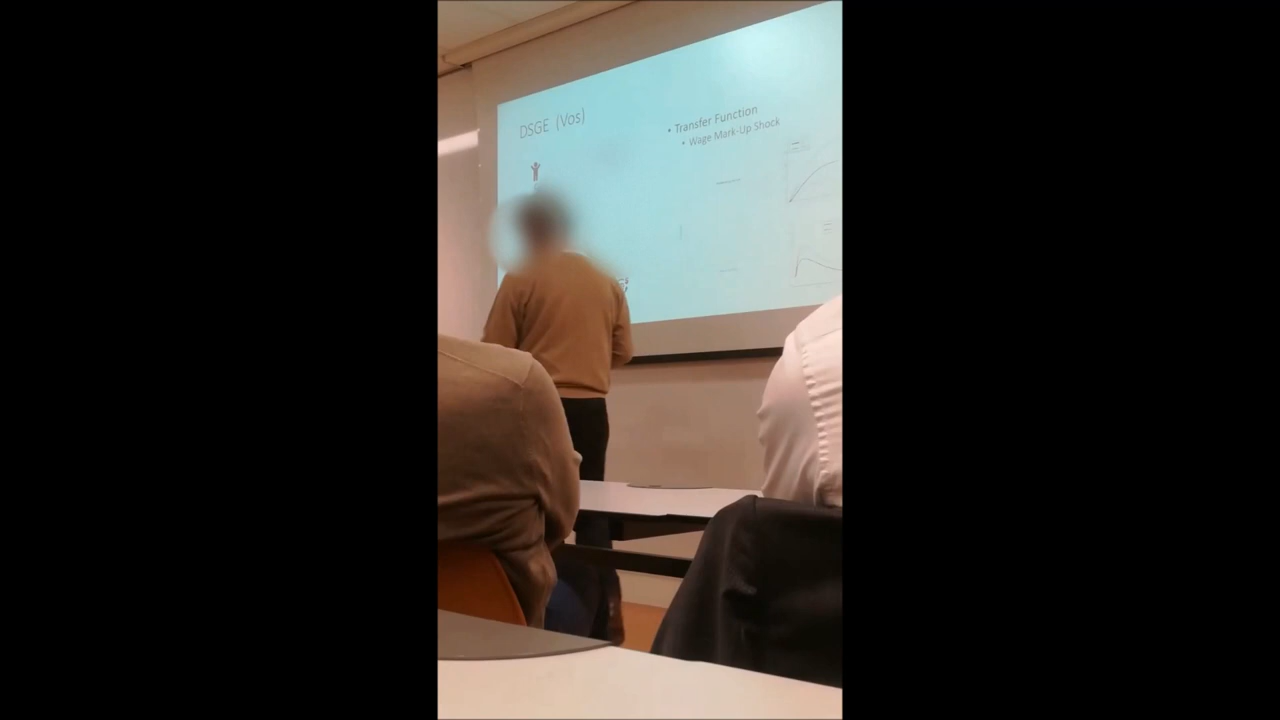 DSGE (Vos)
• Transfer Function
• Wage Mark-Up Shock